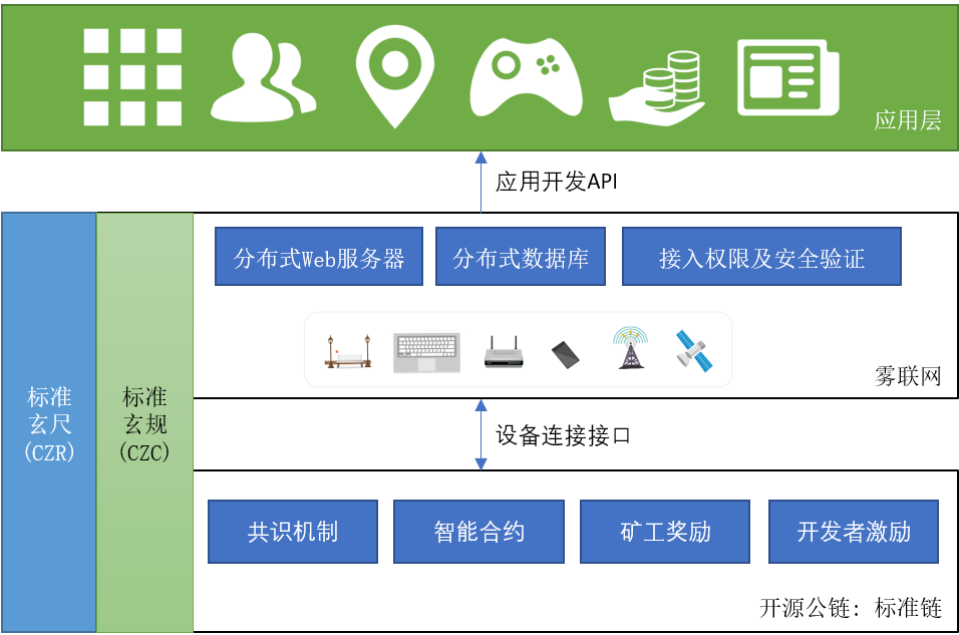 应用层
应用开发API
分布式Web服务器
分布式数据库
接入权限及安全验证
雾联网
标准
玄尺
(CZR)
标准
玄规
(CZC)
设备连接接口
共识机制
智能合约
矿工奖励
开发者激励
开源公链：标准链